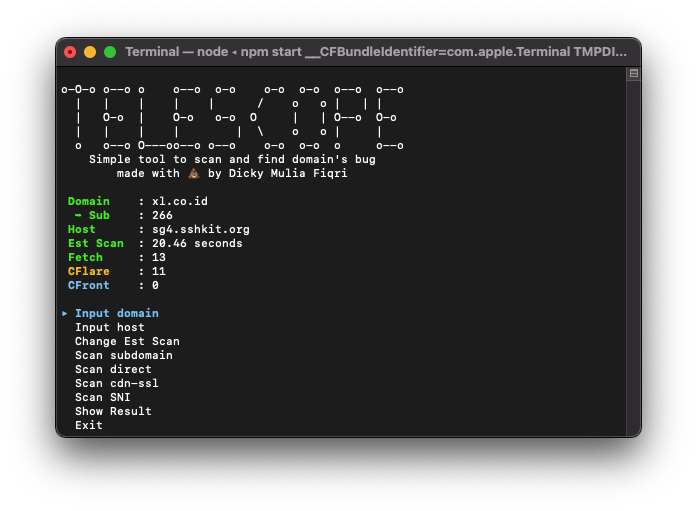 Terminal — node ◂ npm start __CFBundleIdentifier=com.apple.Terminal TMPDI...
TELESKOPE
Simple tool to scan and find domain's bug
made with 💩 by Dicky Mulia Fiqri
Domain : xl.co.id
➥ Sub : 266
Host : sg4.sshkit.org
Est Scan : 20.46 seconds
Fetch : 13
CFlare : 11
CFront : 0
▸ Input domain
Input host
Change Est Scan
Scan subdomain
Scan direct
Scan cdn-ssl
Scan SNI
Show Result
Exit